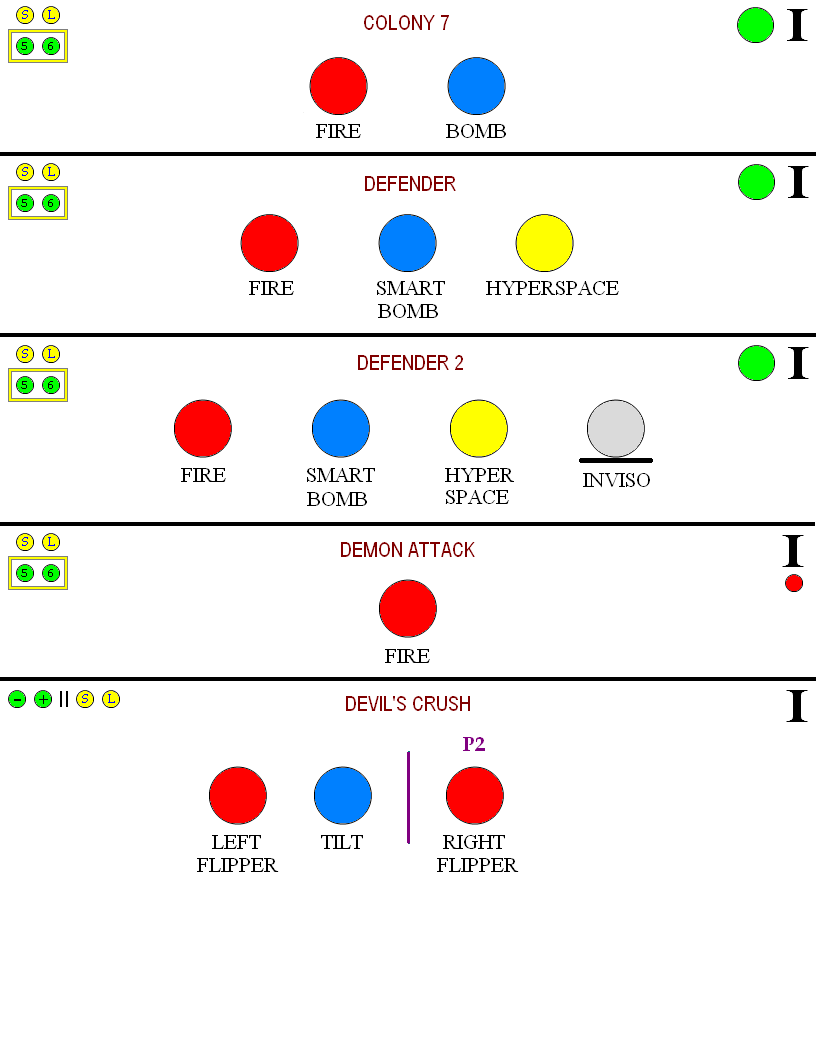 S L
COLONY 7
I
5 6
FIRE BOMB
S L
DEFENDER
I
5 6
FIRE SMART HYPERSPACE
BOMB
S L
DEFENDER 2
I
5 6
FIRE SMART HYPER INVISO
BOMB SPACE
S L
DEMON ATTACK
I
5 6
FIRE
- + || S L
DEVIL'S CRUSH
I
P2
LEFT TILT RIGHT
FLIPPER FLIPPER